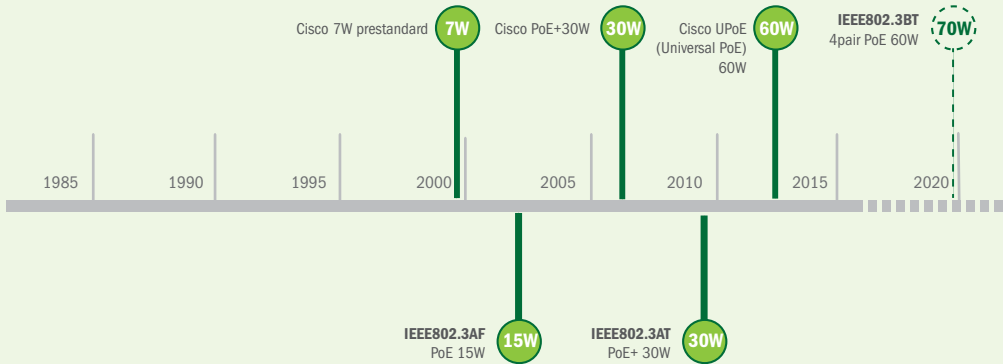 Cisco 7W prestandard
7W
Cisco PoE+30W
30W
Cisco UPoE
(Universal PoE)
60W
60W
IEEE802.3BT
4pair PoE 60W
70W
1985
1990
1995
2000
2005
2010
2015
2020
IEEE802.3AF
PoE 15W
15W
IEEE802.3AT
PoE+ 30W
30W